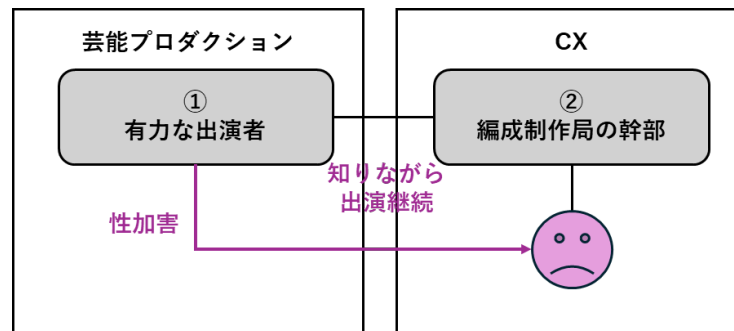 芸能プロダクション
CX
①
有力な出演者
②
編成制作局の幹部
知りながら
出演継続
性加害